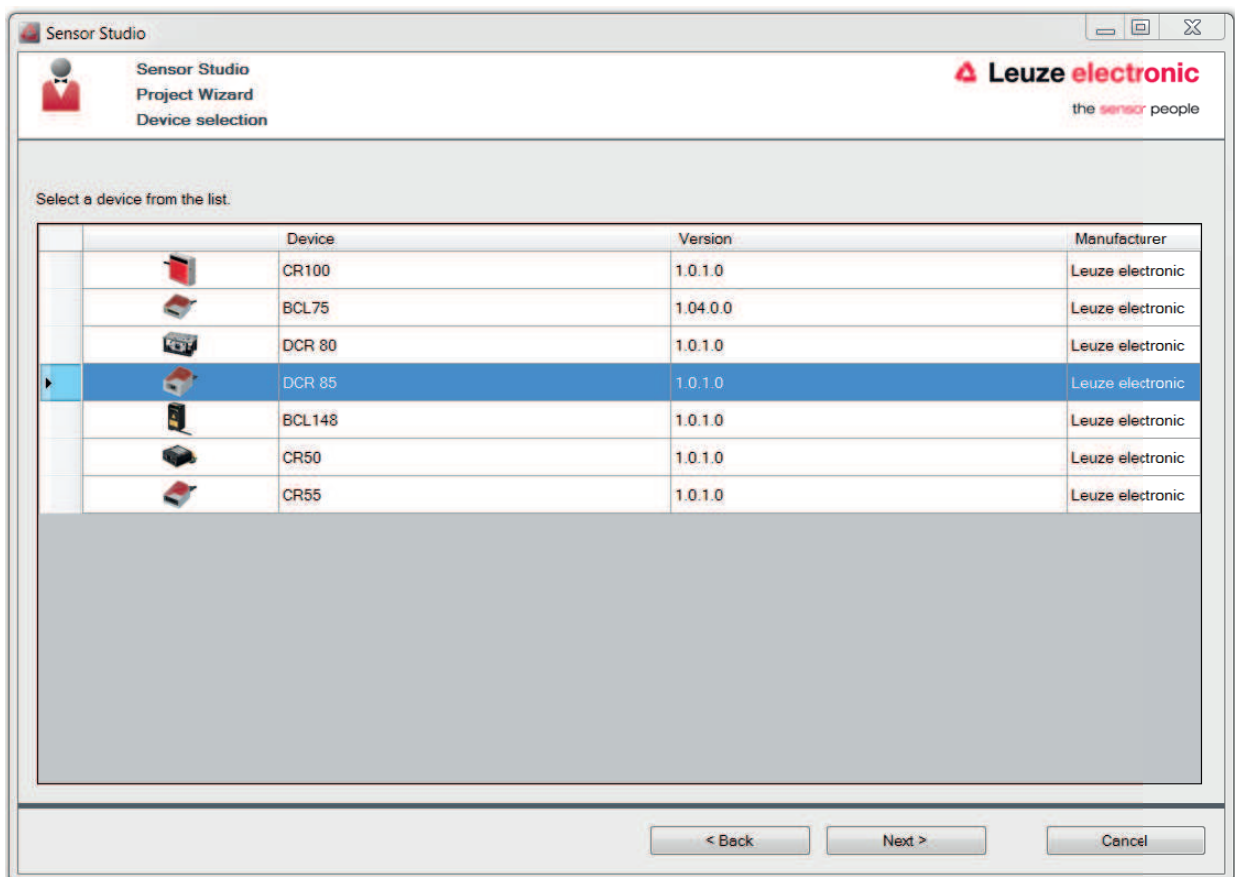 Sensor Studio
Sensor Studio
Project Wizard
Device selection
Leuze electronic
the sensor people
Select a device from the list.
Device Version Manufacturer
CR100 1.0.1.0 Leuze electronic
BCL75 1.04.0.0 Leuze electronic
DCR 80 1.0.1.0 Leuze electronic
DCR 85 1.0.1.0 Leuze electronic
BCL148 1.0.1.0 Leuze electronic
CR50 1.0.1.0 Leuze electronic
CR55 1.0.1.0 Leuze electronic
< Back Next > Cancel